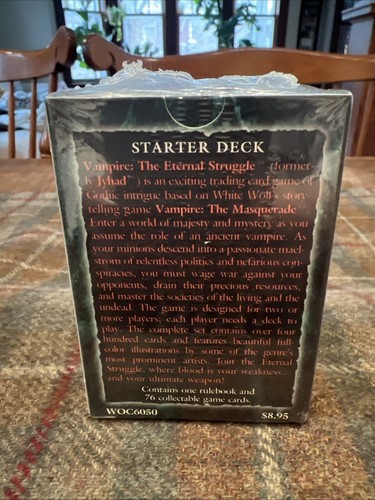 STARTER DECK
Vampire: The Eternal Struggle™ (former-
ly Jyhad™) is an exciting trading card game of
Gothic intrigue based on White Wolf's story-
telling game Vampire: The Masquerade
Enter a world of majesty and mystery as you
assume the role of an ancient vampire. As
your minions descend into a passionate mael-
strom of relentless politics and nefarious con-
spiracies, you must wage war against your
opponents, drain their precious resources,
and master the societies of the living and the
undead. The game is designed for two or
more players; each player needs a deck to
play. The complete set contains over four
hundred cards and features beautiful full-
color illustrations by some of the genre's
most prominent artists. Join the Eternal
Struggle, where blood is your weakness...
and your ultimate weapon!
Contains one rulebook and
76 collectable game cards.
WOC6050 $8.95